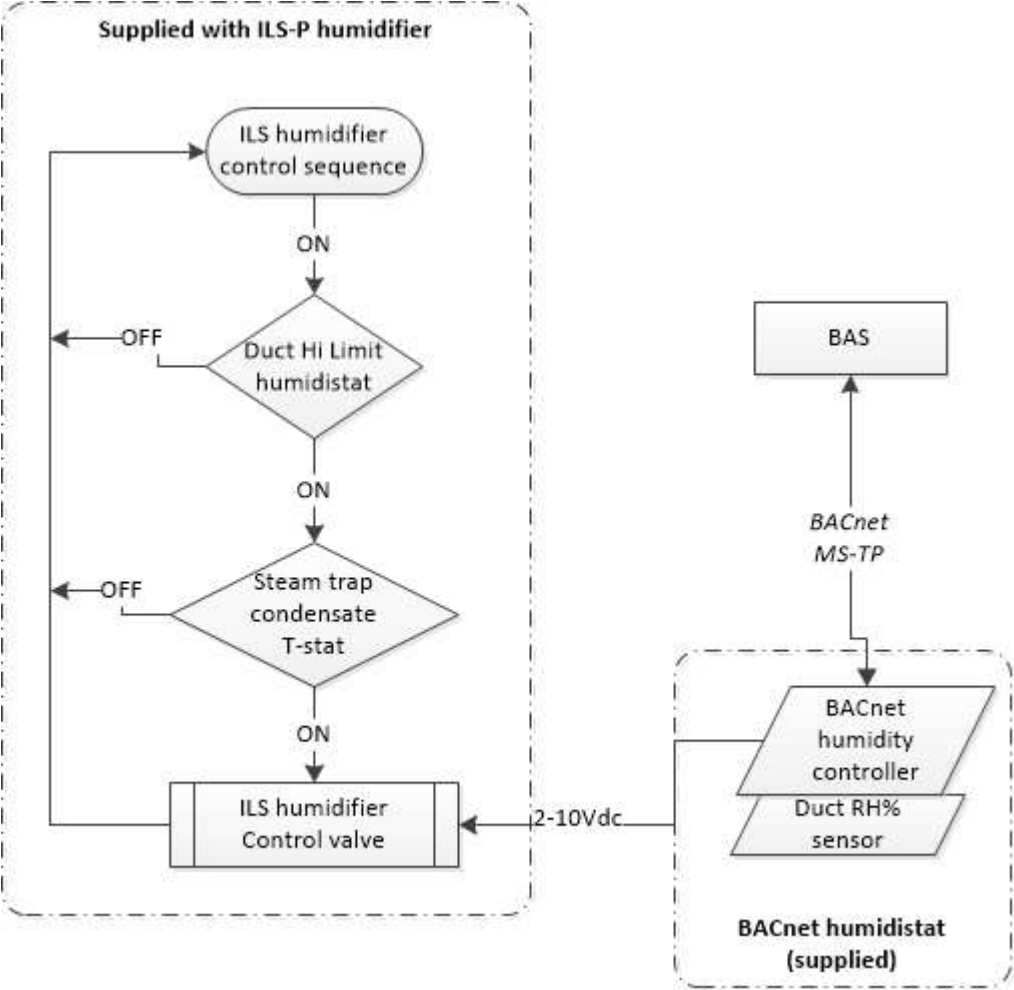 Supplied with ILS-P humidifier
ILS humidifier
control sequence
ON
OFF
Duct Hi Limit
humidistat
ON
OFF
Steam trap
condensate
T-stat
ON
ILS humidifier
Control valve
2-10Vdc
BAS
BACnet
MS-TP
BACnet
humidity
controller
Duct RH%
sensor
BACnet humidistat
(supplied)